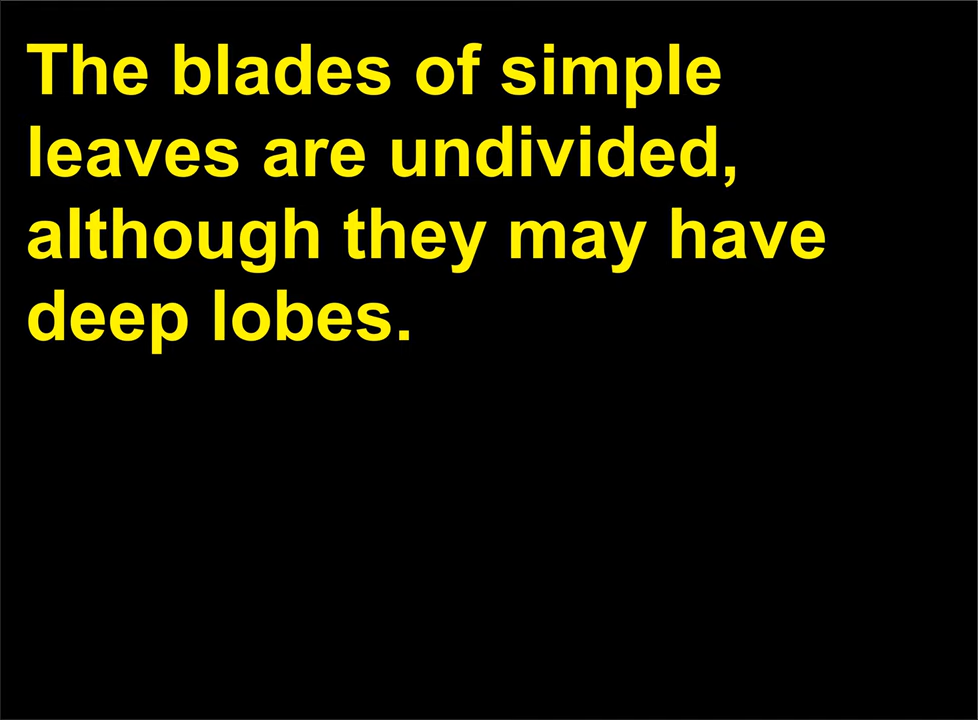 The blades of simple
leaves are undivided,
although they may have
deep lobes.